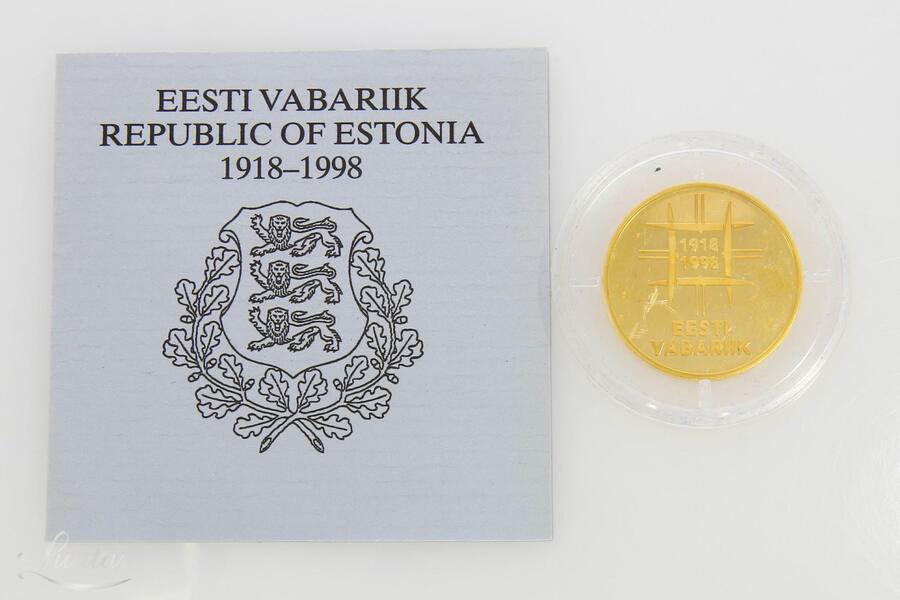 EESTI VABARIIK
REPUBLIC OF ESTONIA
1918–1998
1918
1998
EESTI
VABARIIK